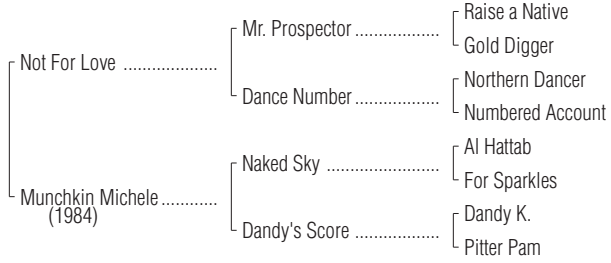 Raise a Native
Mr. Prospector ..................
Gold Digger
Not For Love ....................
Northern Dancer
Dance Number ..................
Numbered Account
Al Hattab
Naked Sky ........................
For Sparkles
Munchkin Michele ............
(1984)
Dandy K.
Dandy's Score ..................
Pitter Pam